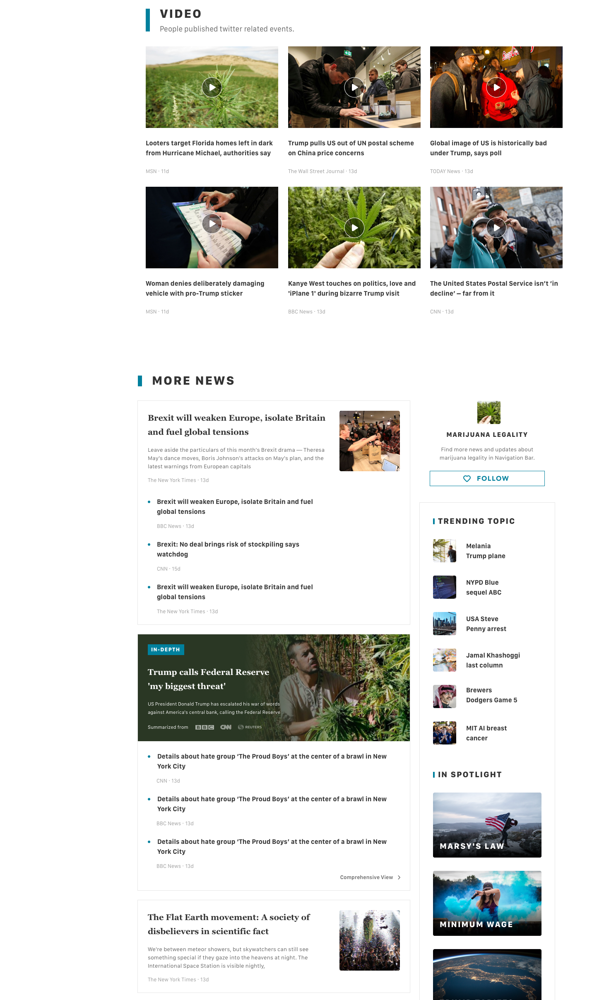 VIDEO
People published twitter related events.
Looters target Florida homes left in dark
from Hurricane Michael, authorities say
MSN · 11d
Trump pulls US out of UN postal scheme
on China price concerns
The Wall Street Journal · 13d
Global image of US is historically bad
under Trump, says poll
TODAY News · 13d
Cannabis Menu
Woman denies deliberately damaging
vehicle with pro-Trump sticker
MSN · 11d
Kanye West touches on politics, love and
'iPlane 1' during bizarre Trump visit
BBC News · 13d
The United States Postal Service isn’t ‘in
decline’ — far from it
CNN · 13d
MORE NEWS
Brexit will weaken Europe, isolate Britain
and fuel global tensions
Leave aside the particulars of this month's Brexit drama — Theresa
May's dance moves, Boris Johnson's attacks on May's plan, and the
latest warnings from European capitals
The New York Times · 13d
Brexit will weaken Europe, isolate Britain and fuel
global tensions
BBC News · 13d
Brexit: No deal brings risk of stockpiling says
watchdog
CNN · 15d
Brexit will weaken Europe, isolate Britain and fuel
global tensions
The New York Times · 13d
IN-DEPTH
Trump calls Federal Reserve
'my biggest threat'
US President Donald Trump has escalated his war of words
against America's central bank, calling the Federal Reserve
Summarized from BBC CNN REUTERS
Details about hate group ‘The Proud Boys’ at the center of a brawl in New
York City
CNN · 13d
Details about hate group ‘The Proud Boys’ at the center of a brawl in New
York City
BBC News · 13d
Details about hate group ‘The Proud Boys’ at the center of a brawl in New
York City
BBC News · 13d
Comprehensive View
The Flat Earth movement: A society of
disbelievers in scientific fact
We're between meteor showers, but skywatchers can still see
something special if they gaze into the heavens at night. The
International Space Station is visible nightly,
The New York Times · 13d
MARIJUANA LEGALITY
Find more news and updates about
marijuana legality in Navigation Bar.
FOLLOW
TRENDING TOPIC
Melania
Trump plane
NYPD Blue
sequel ABC
USA Steve
Penny arrest
Jamal Khashoggi
last column
Brewers
Dodgers Game 5
MIT AI breast
cancer
IN SPOTLIGHT
MARSY'S LAW
MINIMUM WAGE